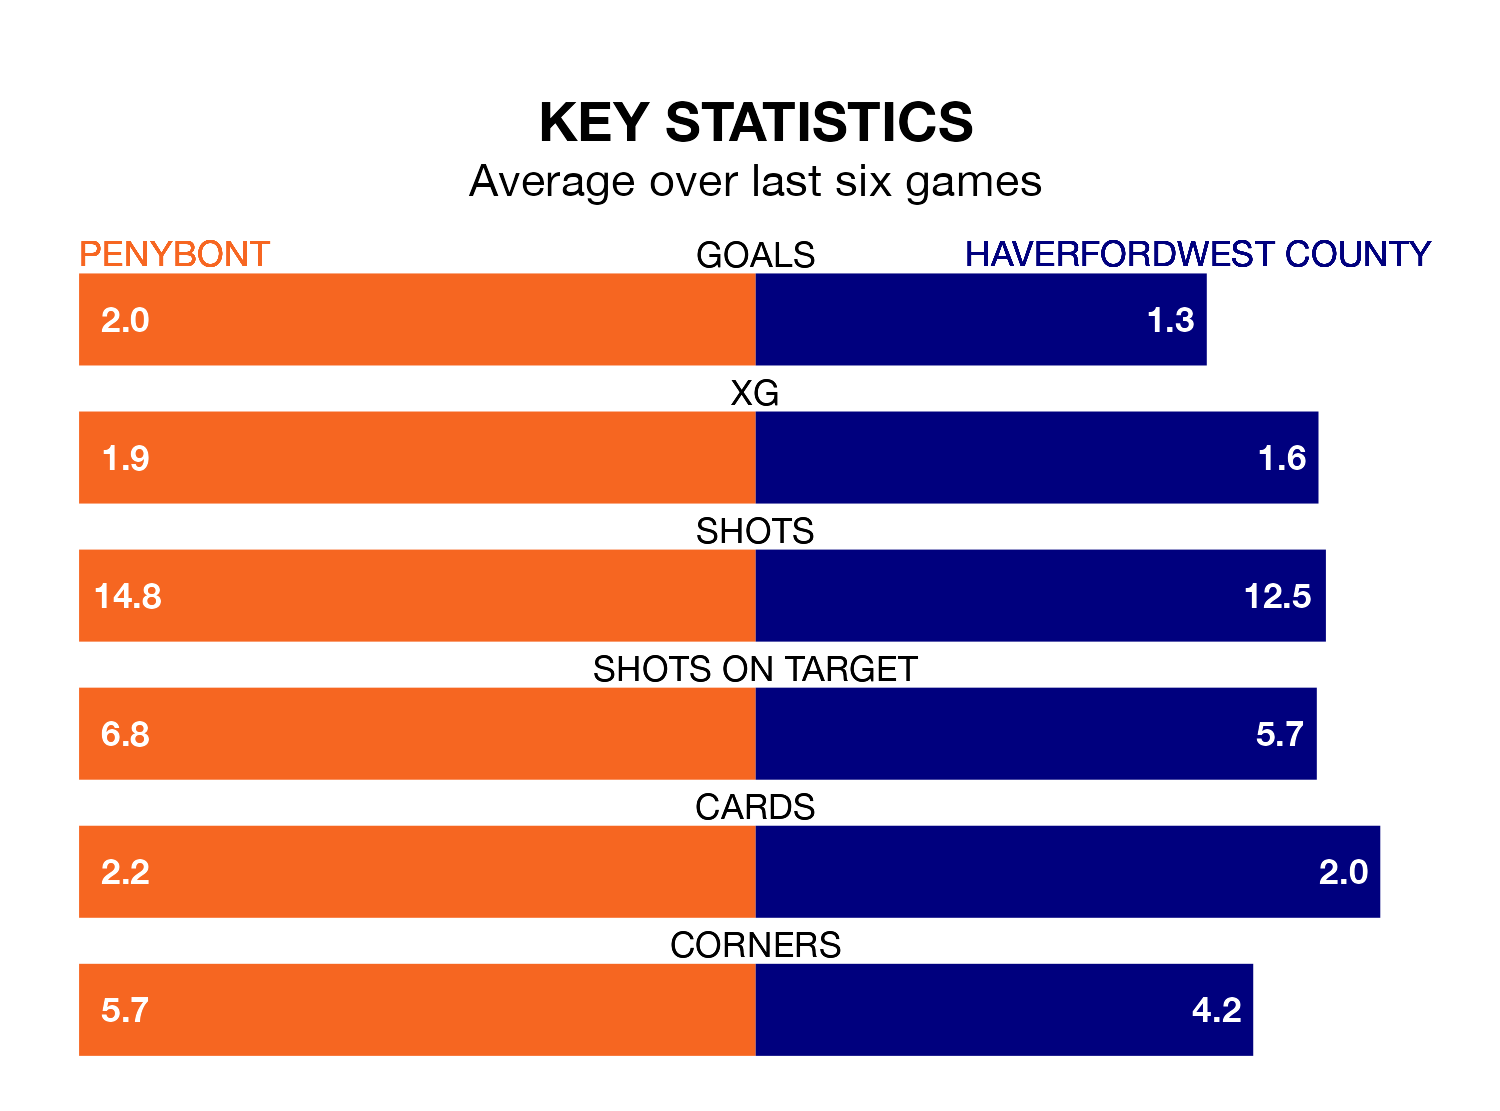 KEY STATISTICS
Average over last six games
PENYBONT GOALS HAVERFORDWEST COUNTY
2.0 1.3
XG
1.9 1.6
SHOTS
14.8 12.5
SHOTS ON TARGET
6.8 5.7
CARDS
2.2 2.0
CORNERS
5.7 4.2